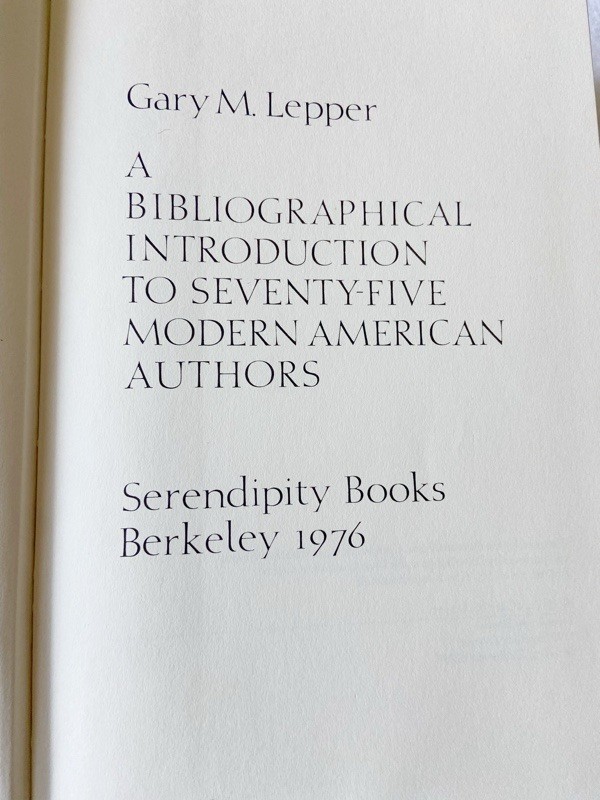 Gary M. Lepper
A
BIBLIOGRAPHICAL
INTRODUCTION
TO SEVENTY-FIVE
MODERN AMERICAN
AUTHORS
Serendipity Books
Berkeley 1976